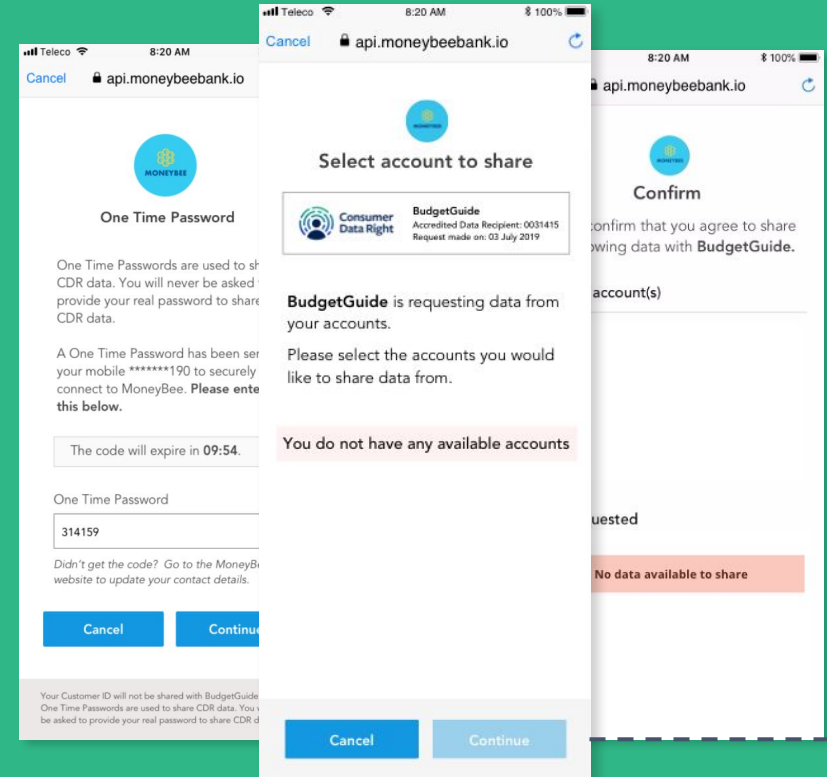 Teleco
8:20 AM
Cancel
api.moneybeebank.io
MONEYBEE
One Time Password
One Time Passwords are used to sh
CDR data. You will never be asked
provide your real password to share
CDR data.
A One Time Password has been sen
your mobile *******190 to securely
connect to MoneyBee. Please ente
this below.
The code will expire in 09:54.
One Time Password
314159
Didn't get the code? Go to the MoneyBe
website to update your contact details.
Cancel
Continue
Your Customer ID will not be shared with BudgetGuide
One Time Passwords are used to share CDR data. You
be asked to provide your real password to share CDR d
Teleco
8:20 AM
100%
Cancel
api.moneybeebank.io
MONEYBEE
Select account to share
Consumer
Data Right
BudgetGuide
Accredited Data Recipient: 0031415
Request made on: 03 July 2019
BudgetGuide is requesting data from
your accounts.
Please select the accounts you would
like to share data from.
You do not have any available accounts
Cancel
Continue
8:20 AM
100%
api.moneybeebank.io
MONEYBEE
Confirm
confirm that you agree to share
owing data with BudgetGuide.
account(s)
uested
No data available to share